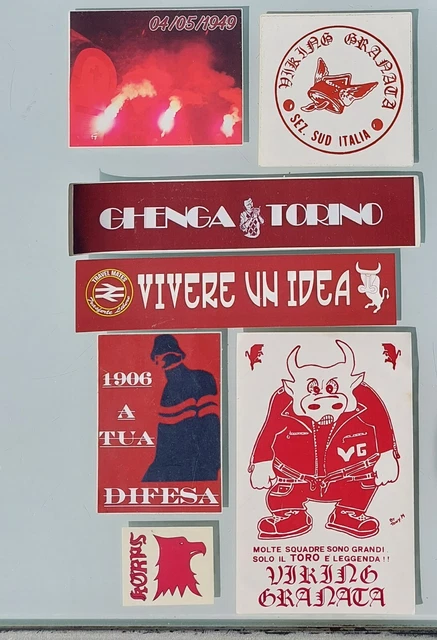 04/05/1949
VIKING GRANATA
SEZ. SUD ITALIA
GHENGA TORINO
TRAVEL MATES
VIVERE UN IDEA
1906
A
TUA
DIFESA
VG
MOLTE SQUADRE SONO GRANDI
SOLO IL TORO E LEGGENDA!!
VIKING
GRANATA
KORPS